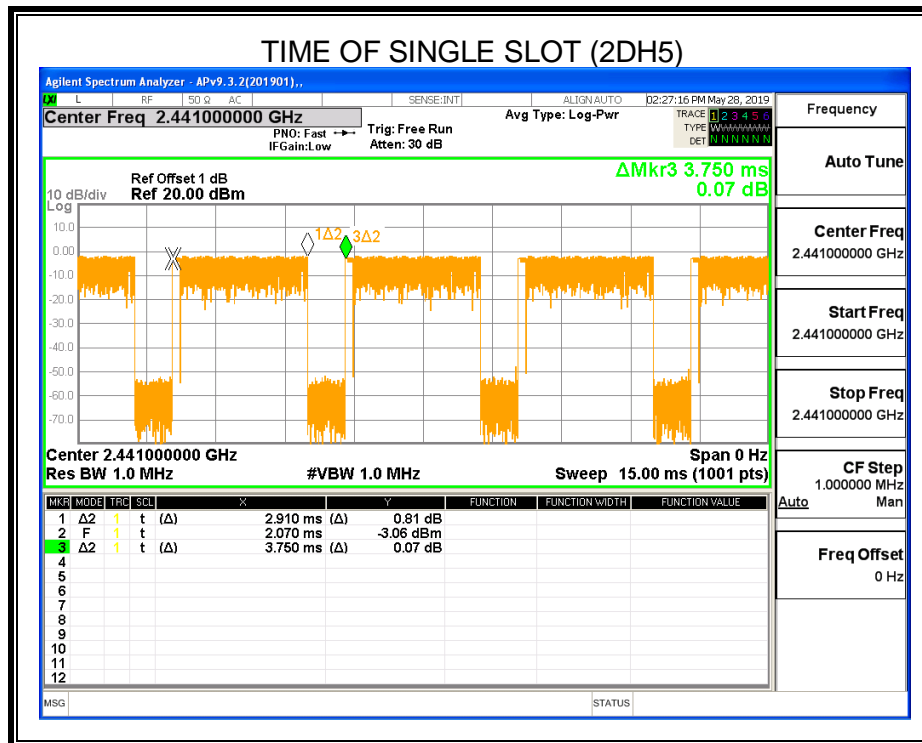 TIME OF SINGLE SLOT (2DH5)
Agilent Spectrum Analyzer - APv9.3.2(201901),,
LXI L RF 50 Ω AC SENSE:INT ALIGN AUTO 02:27:16 PM May 28, 2019
Center Freq 2.441000000 GHz
PNO: Fast
IFGain:Low
Trig: Free Run
Atten: 30 dB
Avg Type: Log-Pwr
TRACE 1 2 3 4 5 6
TYPE WWWWWW
DET N N N N N N
ΔMkr3 3.750 ms
0.07 dB
Ref Offset 1 dB
10 dB/div Ref 20.00 dBm
Log
1Δ2 3Δ2
10.0
0.00
-10.0
-20.0
-30.0
-40.0
-50.0
-60.0
-70.0
Center 2.441000000 GHz Span 0 Hz
Res BW 1.0 MHz #VBW 1.0 MHz Sweep 15.00 ms (1001 pts)
MKR MODE TRC SCL X Y FUNCTION FUNCTION WIDTH FUNCTION VALUE
1 Δ2 1 t (Δ) 2.910 ms (Δ) 0.81 dB
2 F 1 t 2.070 ms -3.06 dBm
3 Δ2 1 t (Δ) 3.750 ms (Δ) 0.07 dB
4
5
6
7
8
9
10
11
12
MSG STATUS
Frequency
Auto Tune
Center Freq
2.441000000 GHz
Start Freq
2.441000000 GHz
Stop Freq
2.441000000 GHz
CF Step
1.000000 MHz
Auto Man
Freq Offset
0 Hz